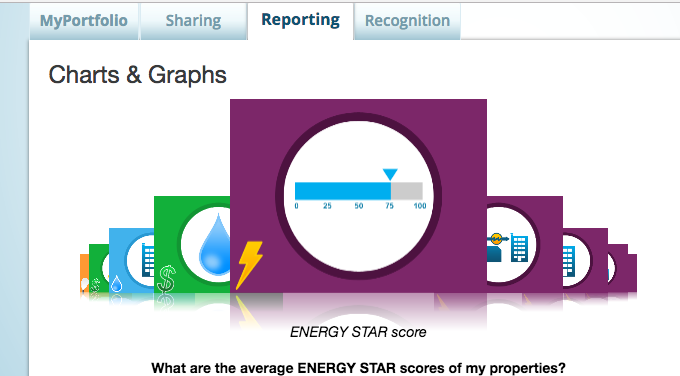 MyPortfolio Sharing Reporting Recognition
Charts & Graphs
0 25 50 75 100
$
ENERGY STAR score
What are the average ENERGY STAR scores of my properties?